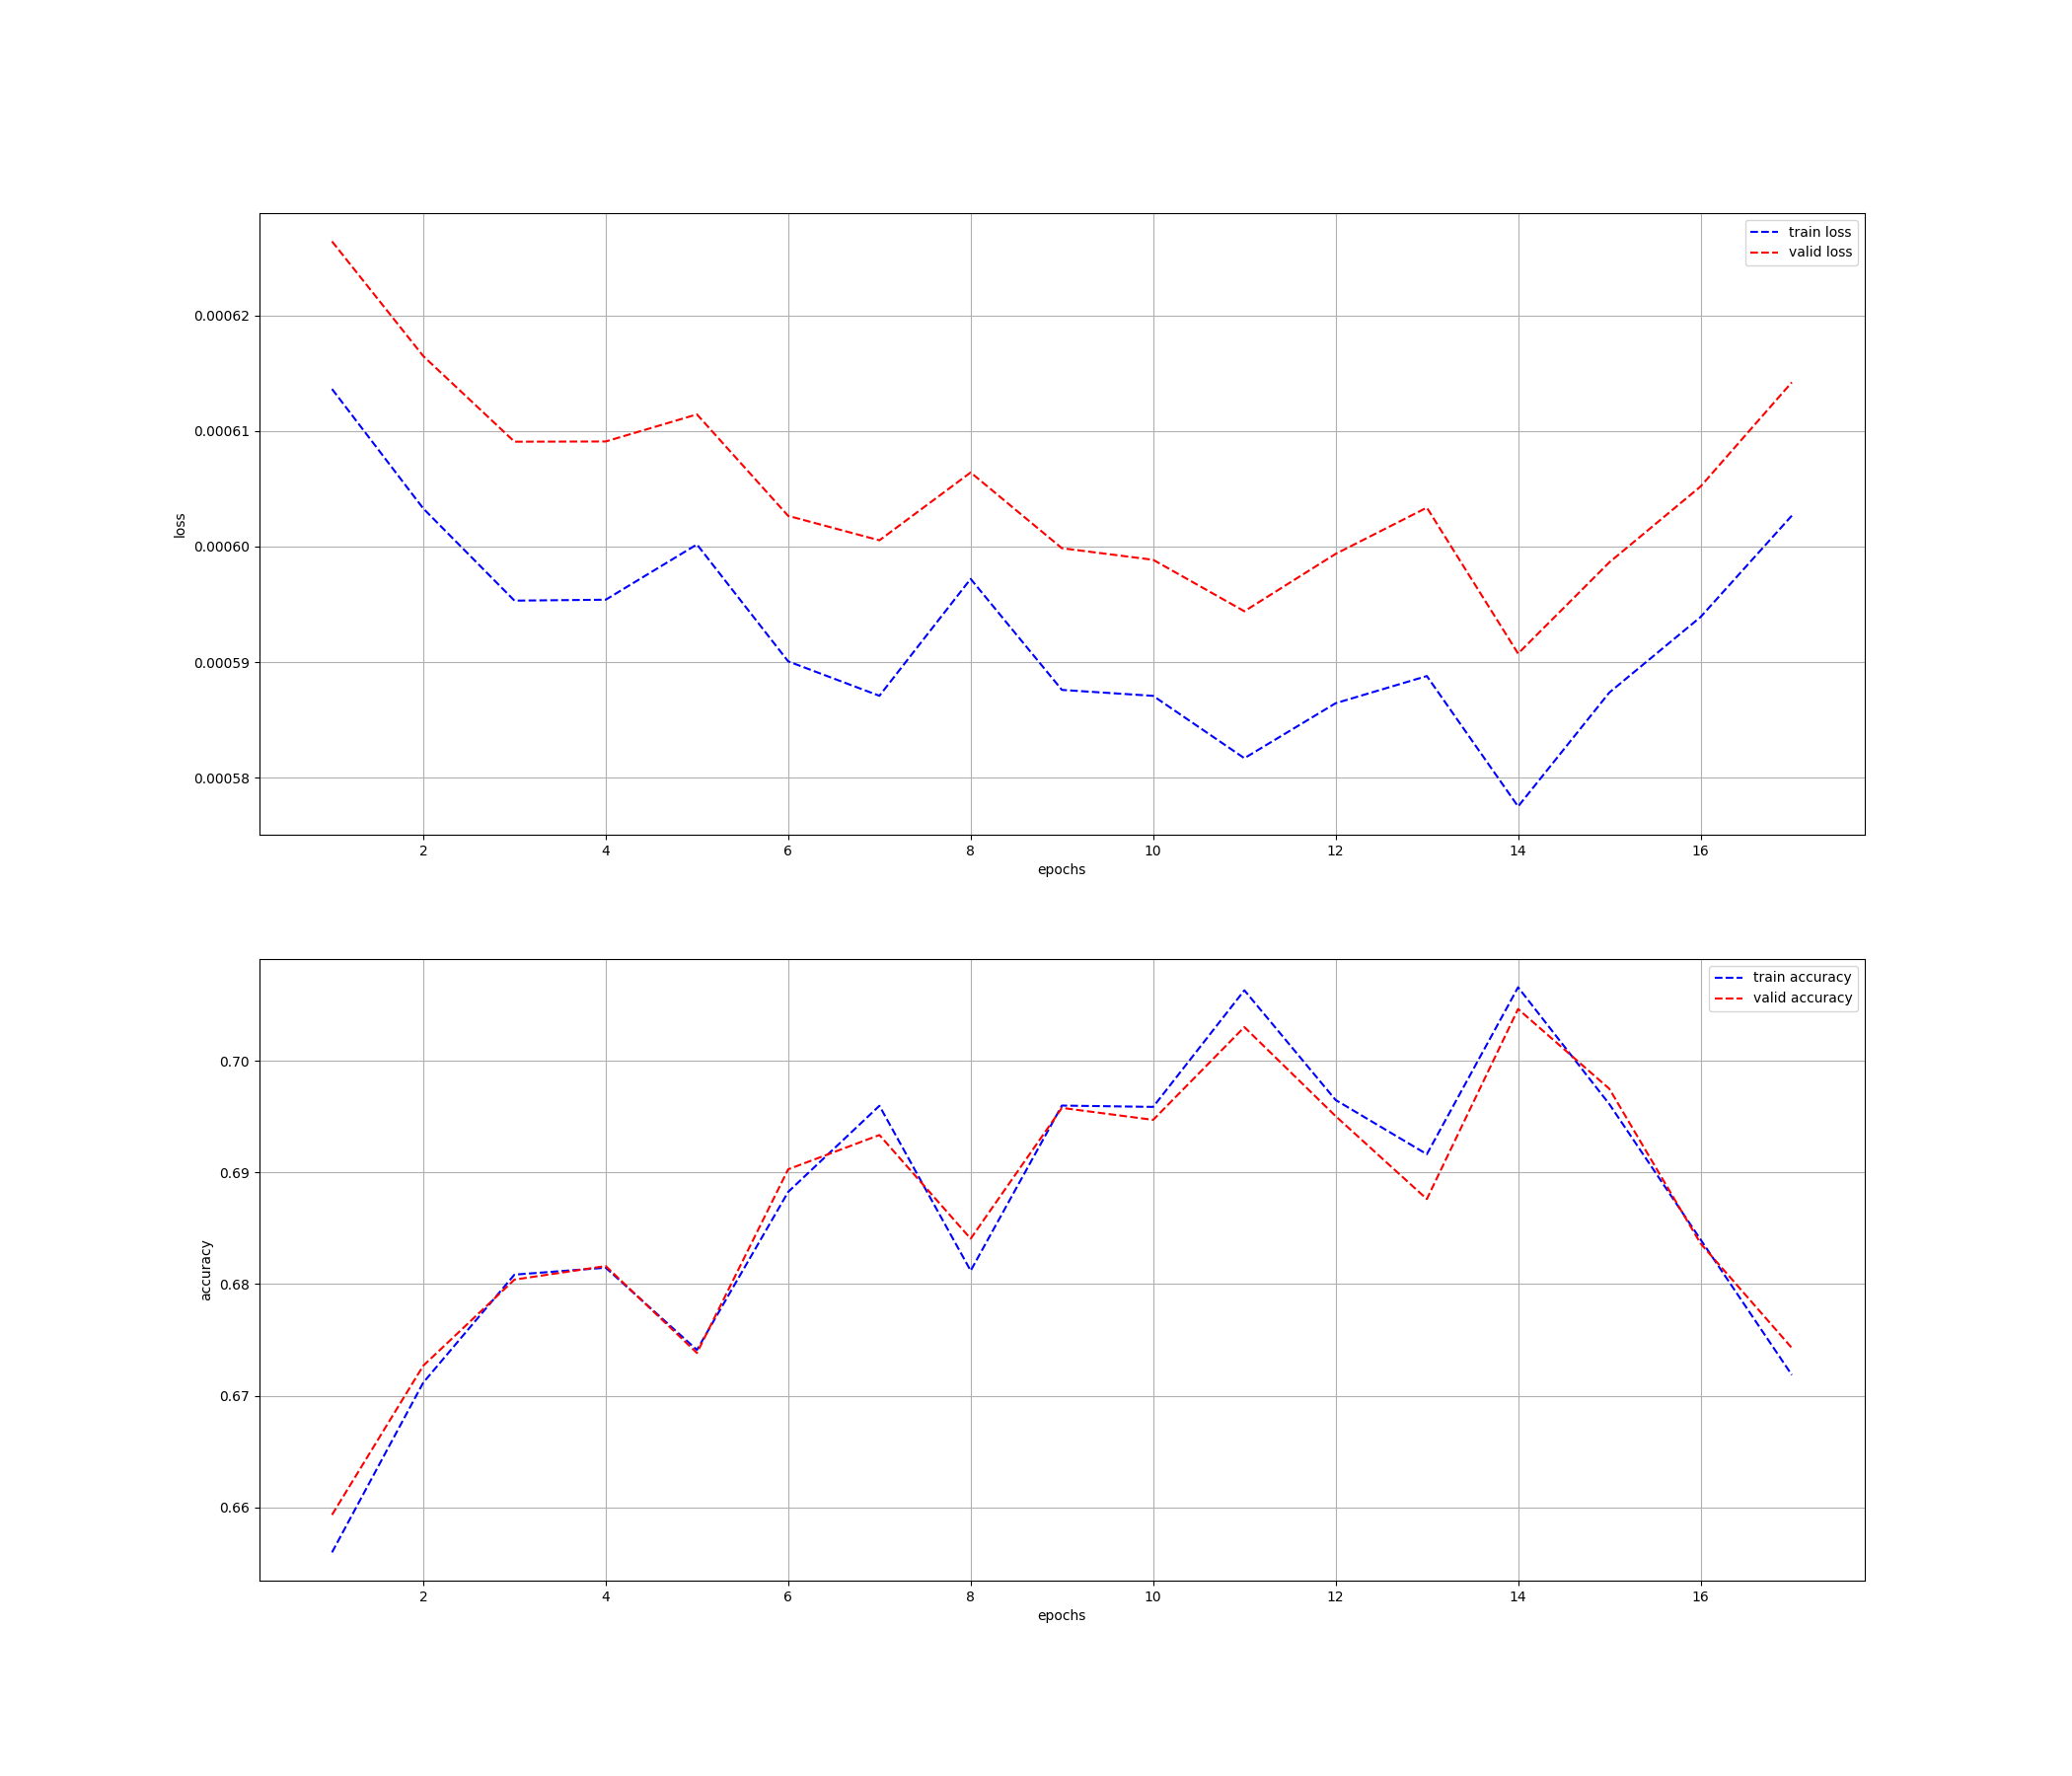 train loss
valid loss
0.00062
0.00061
0.00060
0.00059
0.00058
loss
2 4 6 8 10 12 14 16
epochs
train accuracy
valid accuracy
0.70
0.69
0.68
0.67
0.66
accuracy
2 4 6 8 10 12 14 16
epochs